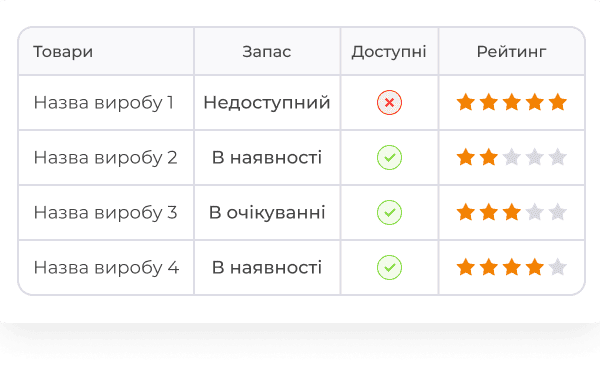 Товари Запас Доступні Рейтинг
Назва виробу 1 Недоступний
Назва виробу 2 В наявності
Назва виробу 3 В очікуванні
Назва виробу 4 В наявності